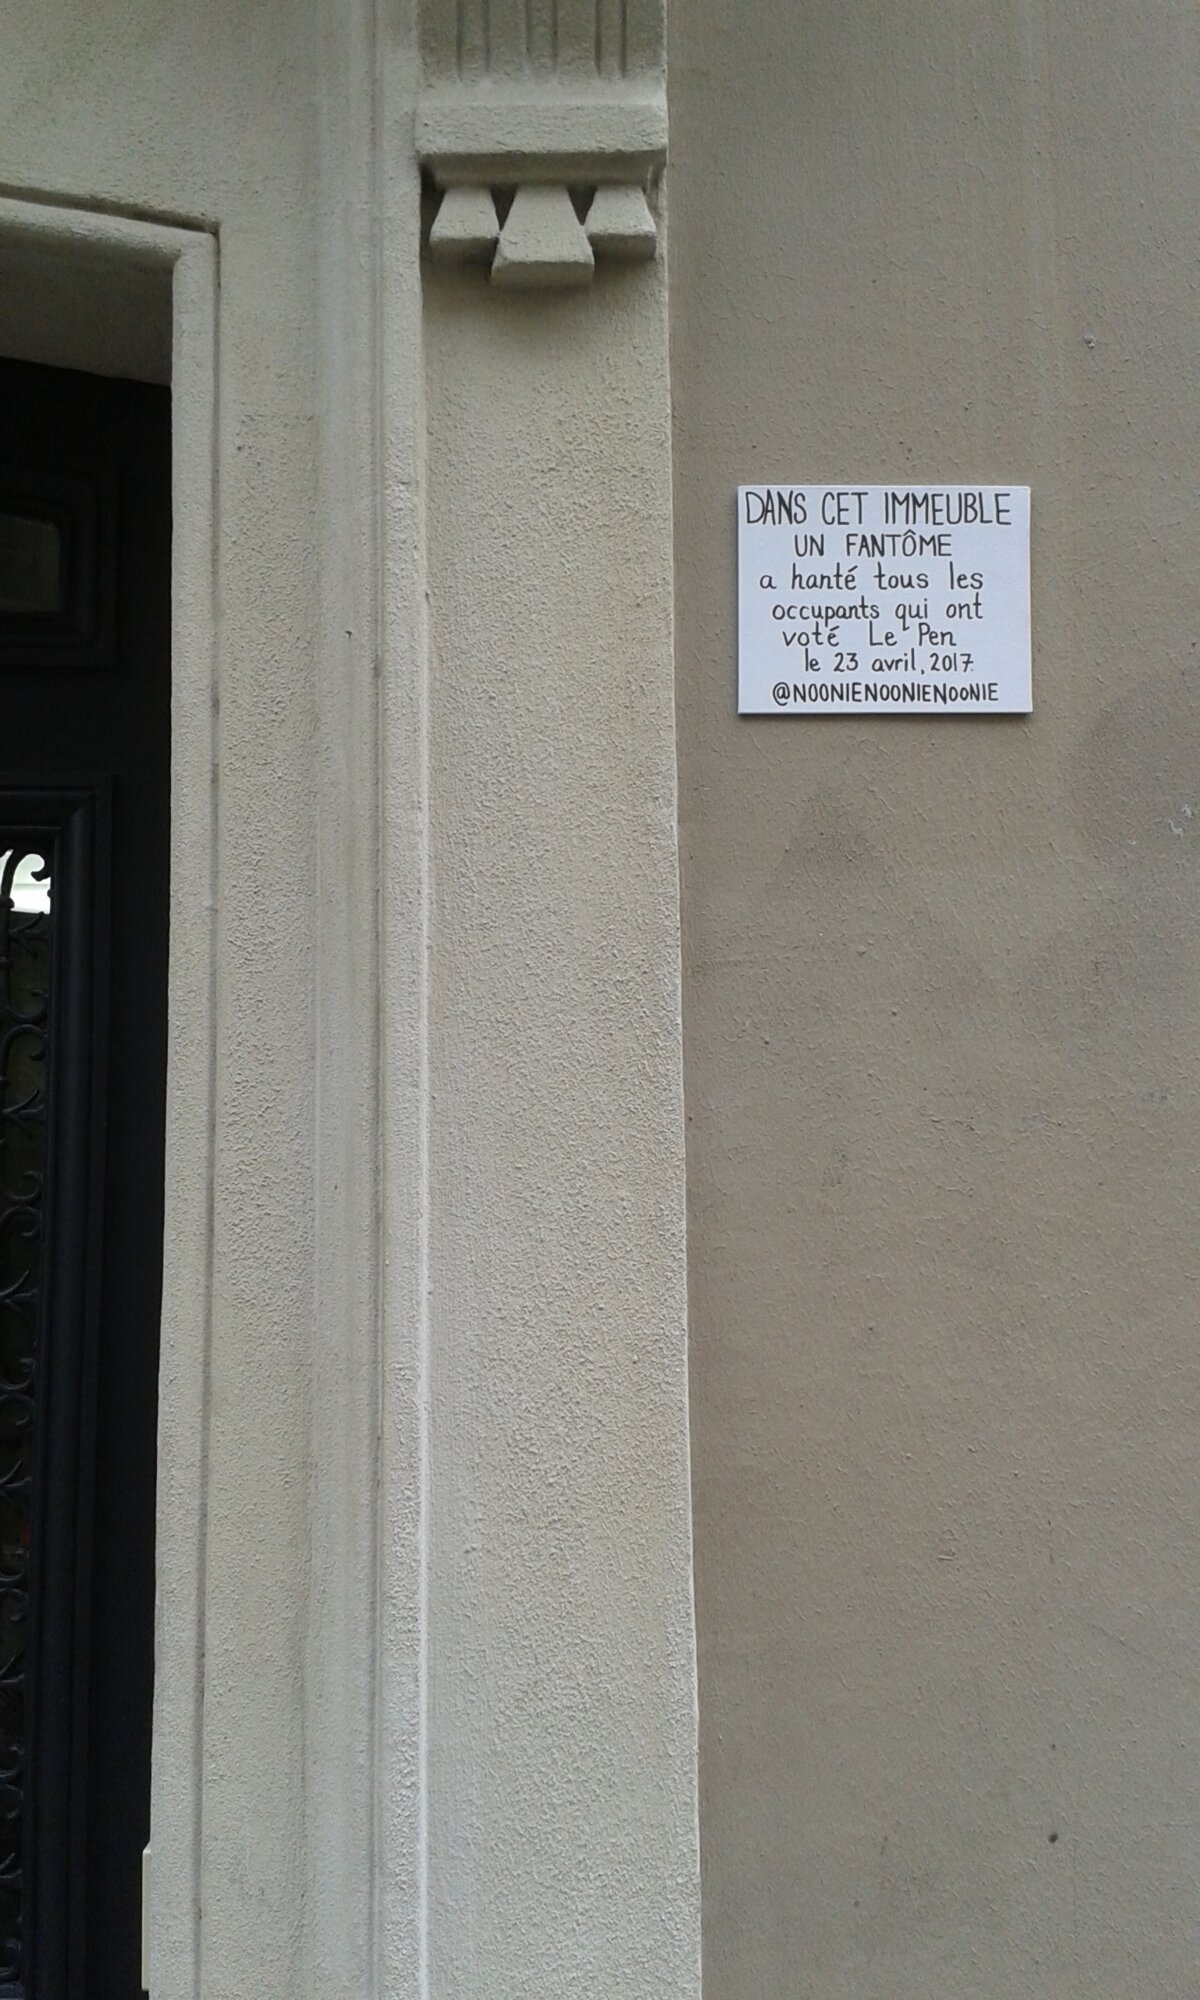 DANS CET IMMEUBLE
UN FANTÔME
a hanté tous les
occupants qui ont
voté Le Pen
le 23 avril, 2017
@NOONIENOONIENOONIE